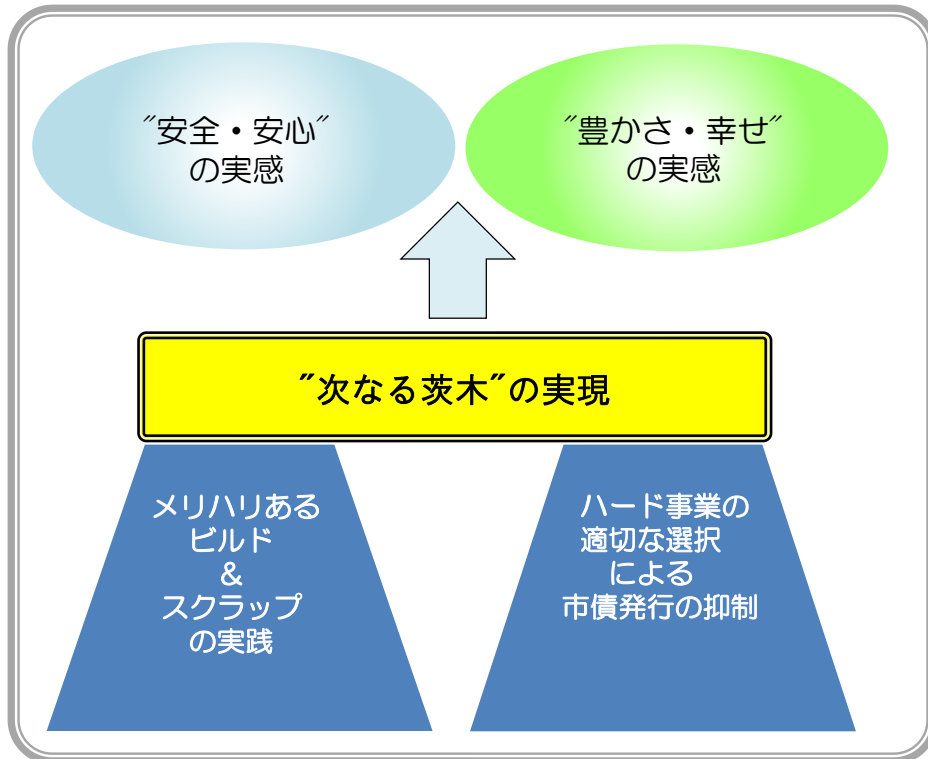 ″安全・安心″
の実感
″豊かさ・幸せ″
の実感
″次なる茨木″の実現
メリハリある
ビルド
＆
スクラップ
の実践
ハード事業の
適切な選択
による
市債発行の抑制